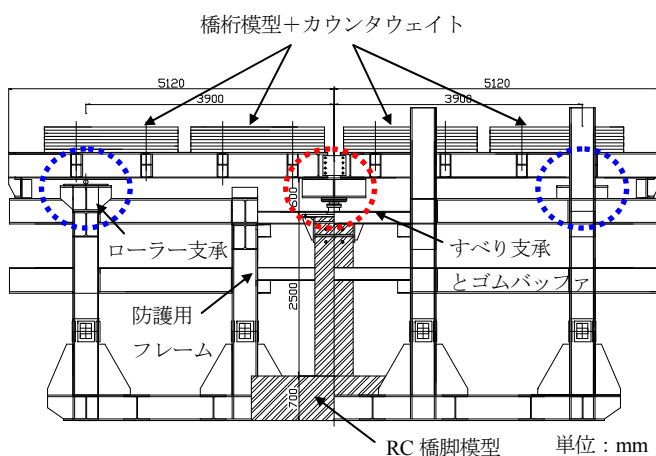 橋桁模型＋カウンタウェイト
5120
5120
3900
3900
ローラー支承
すべり支承
とゴムバッファ
防護用
フレーム
2500
700
RC 橋脚模型
単位：mm